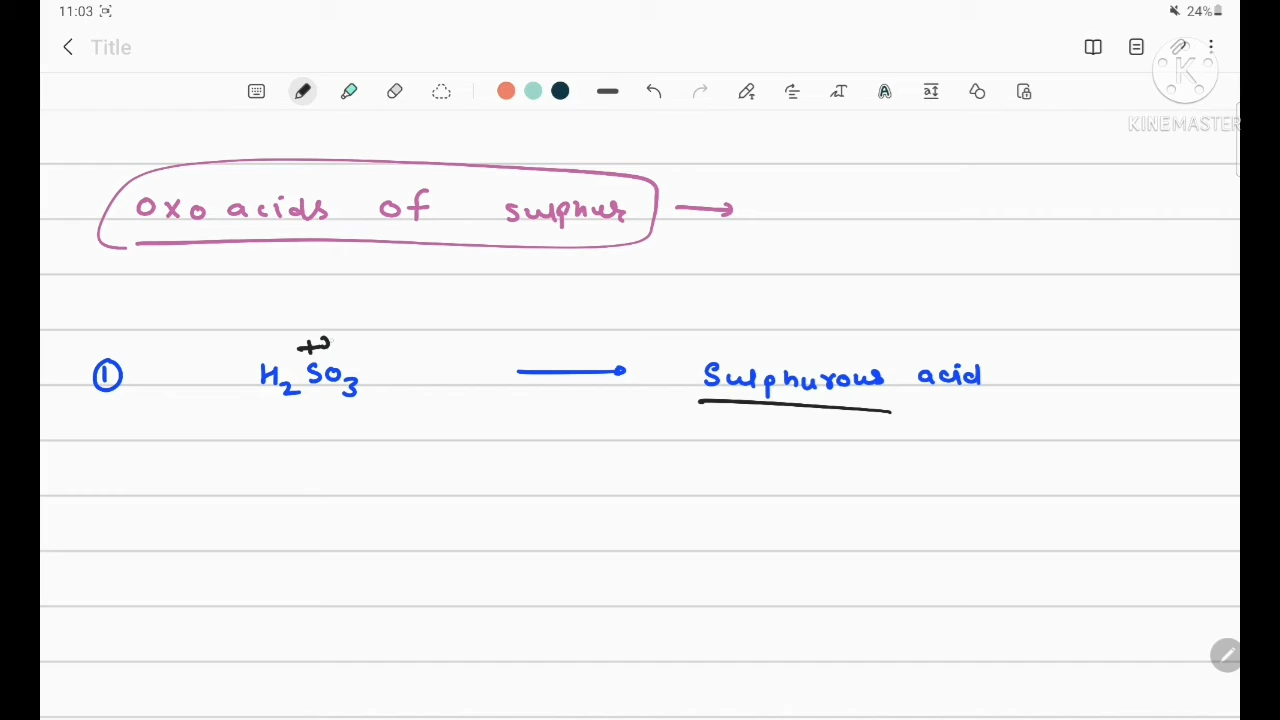 11:03 24%
Title
KINEMASTER
oxo acids of sulphur →
① H₂SO₃ → Sulphurous acid